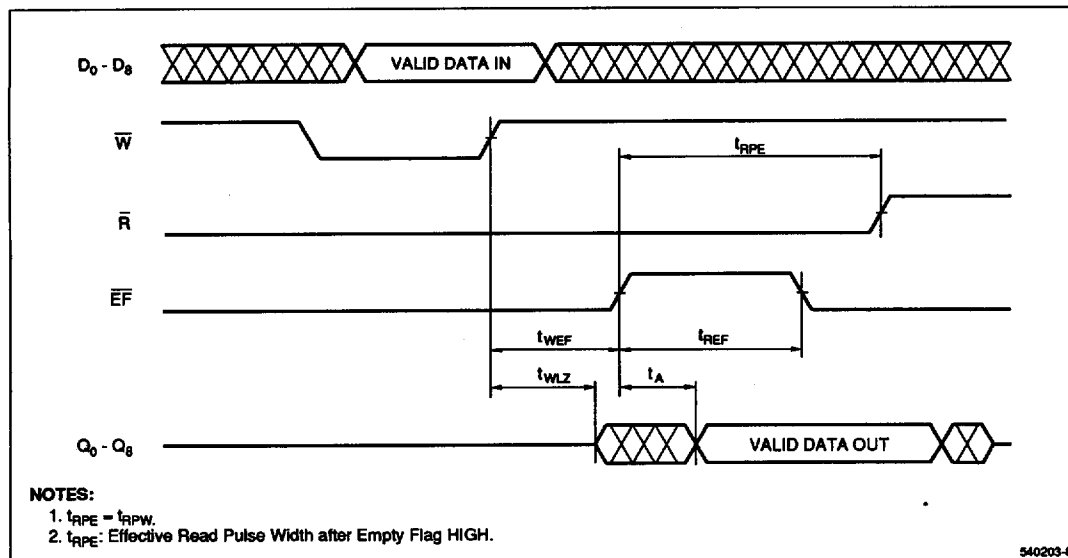 D₀ - D₈
VALID DATA IN
W̅
tRPE
R̅
E̅F̅
tWEF
tREF
tWLZ
tA
Q₀ - Q₈
VALID DATA OUT
NOTES:
1. tRPE = tRPW.
2. tRPE: Effective Read Pulse Width after Empty Flag HIGH.